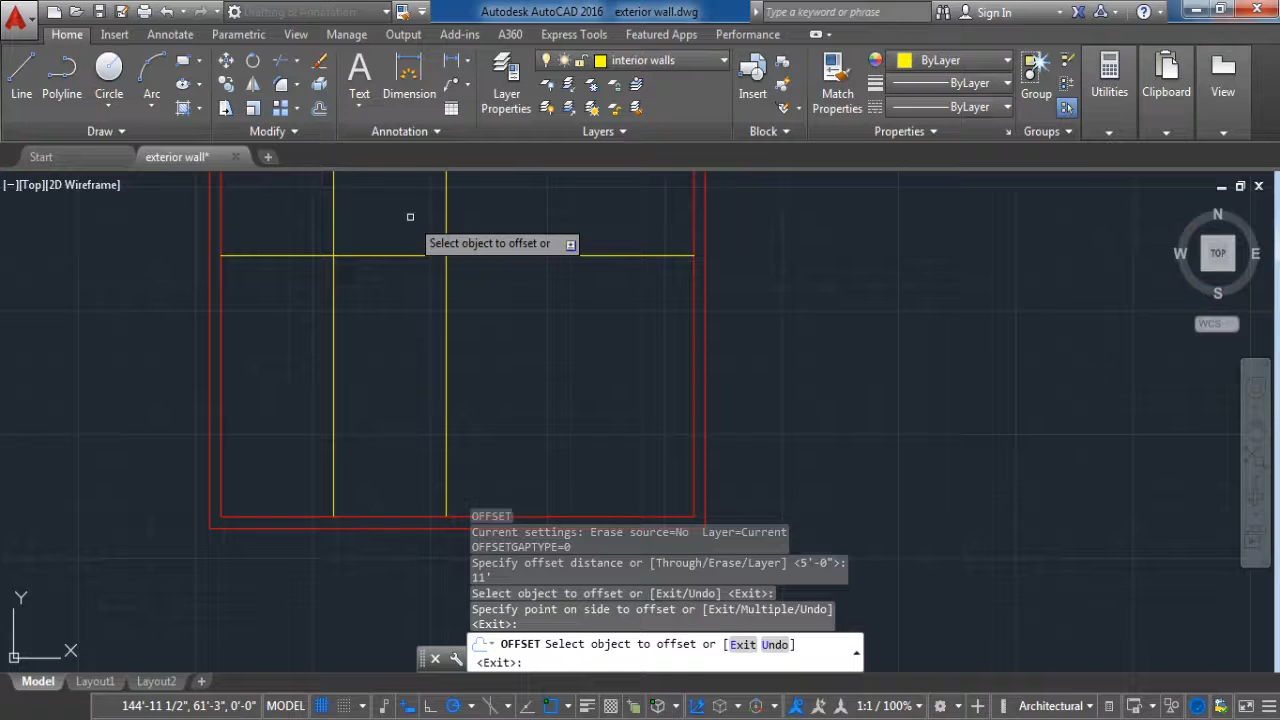 Drafting & Annotation
Autodesk AutoCAD 2016 exterior wall.dwg
Type a keyword or phrase
Sign In
Home Insert Annotate Parametric View Manage Output Add-ins A360 Express Tools Featured Apps Performance
interior walls
ByLayer
Line Polyline Circle Arc
Text Dimension
Layer Properties
Insert
Match Properties
ByLayer
ByLayer
Group
Utilities
Clipboard
View
Draw Modify Annotation Layers Block Properties Groups
Start exterior wall*
[−][Top][2D Wireframe]
N
W TOP E
S
WCS
Select object to offset or
OFFSET
Current settings: Erase source=No Layer=Current
OFFSETGAPTYPE=0
Specify offset distance or [Through/Erase/Layer] <5'-0">:
11'
Select object to offset or [Exit/Undo] <Exit>:
Specify point on side to offset or [Exit/Multiple/Undo]
<Exit>:
OFFSET Select object to offset or [Exit Undo]
<Exit>:
Y
X
Model Layout1 Layout2
144'-11 1/2", 61'-3", 0'-0" MODEL
1:1 / 100%
Architectural